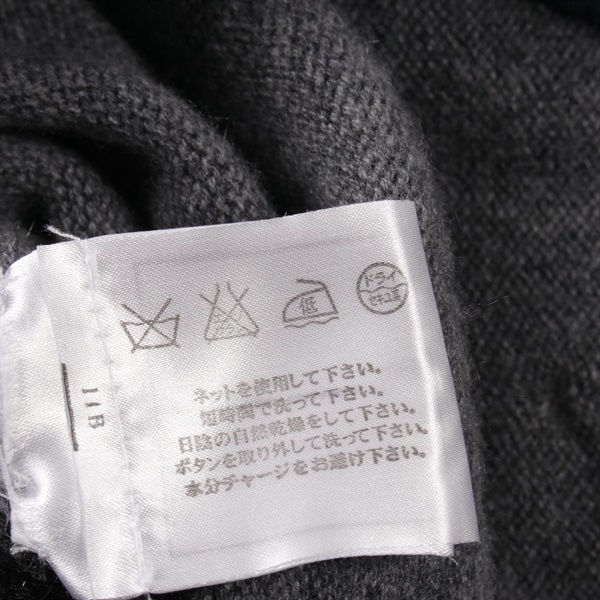 低
ドライ
セキユ系
ネットを使用して下さい。
短時間で洗って下さい。
日陰の自然乾燥をして下さい。
ボタンを取り外して洗って下さい。
水分チャージをお避け下さい。
11B